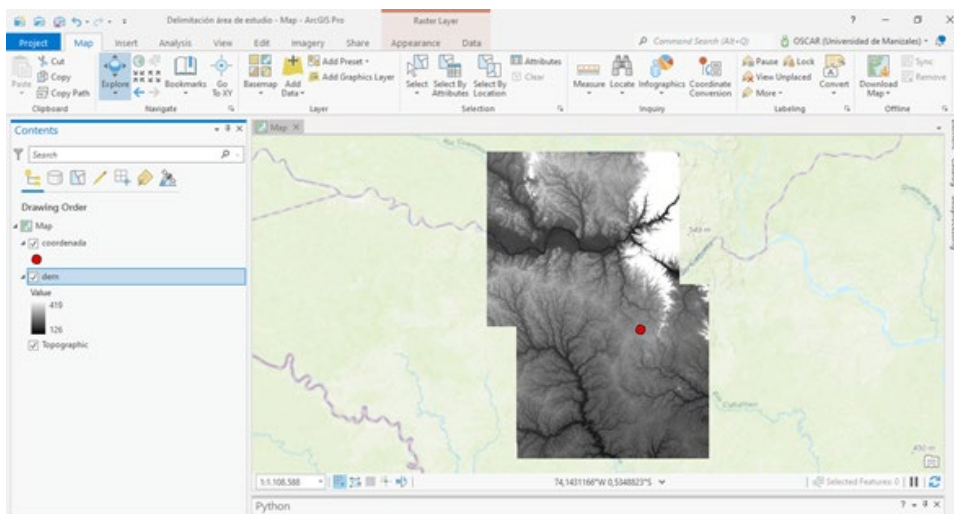 Delimitación área de estudio - Map - ArcGIS Pro
Raster Layer
? – X
Project Map Insert Analysis View Edit Imagery Share Appearance Data
Command Search (Alt+Q)
OSCAR (Universidad de Manizales)
Paste
Cut
Copy
Copy Path
Explore
Bookmarks
Go To XY
Basemap
Add Data
Add Preset
Add Graphics Layer
Select
Select By Attributes
Select By Location
Attributes
Clear
Measure
Locate
Infographics
Coordinate Conversion
Pause
Lock
View Unplaced
More
Convert
Download Map
Sync
Remove
Clipboard
Navigate
Layer
Selection
Inquiry
Labeling
Offline
Contents
Map
Search
Drawing Order
Map
coordenada
dem
Value
419
126
Topographic
549 m
450 m
1:1.108.588
74,1431166°W 0,5348823°S
Selected Features: 0
Python